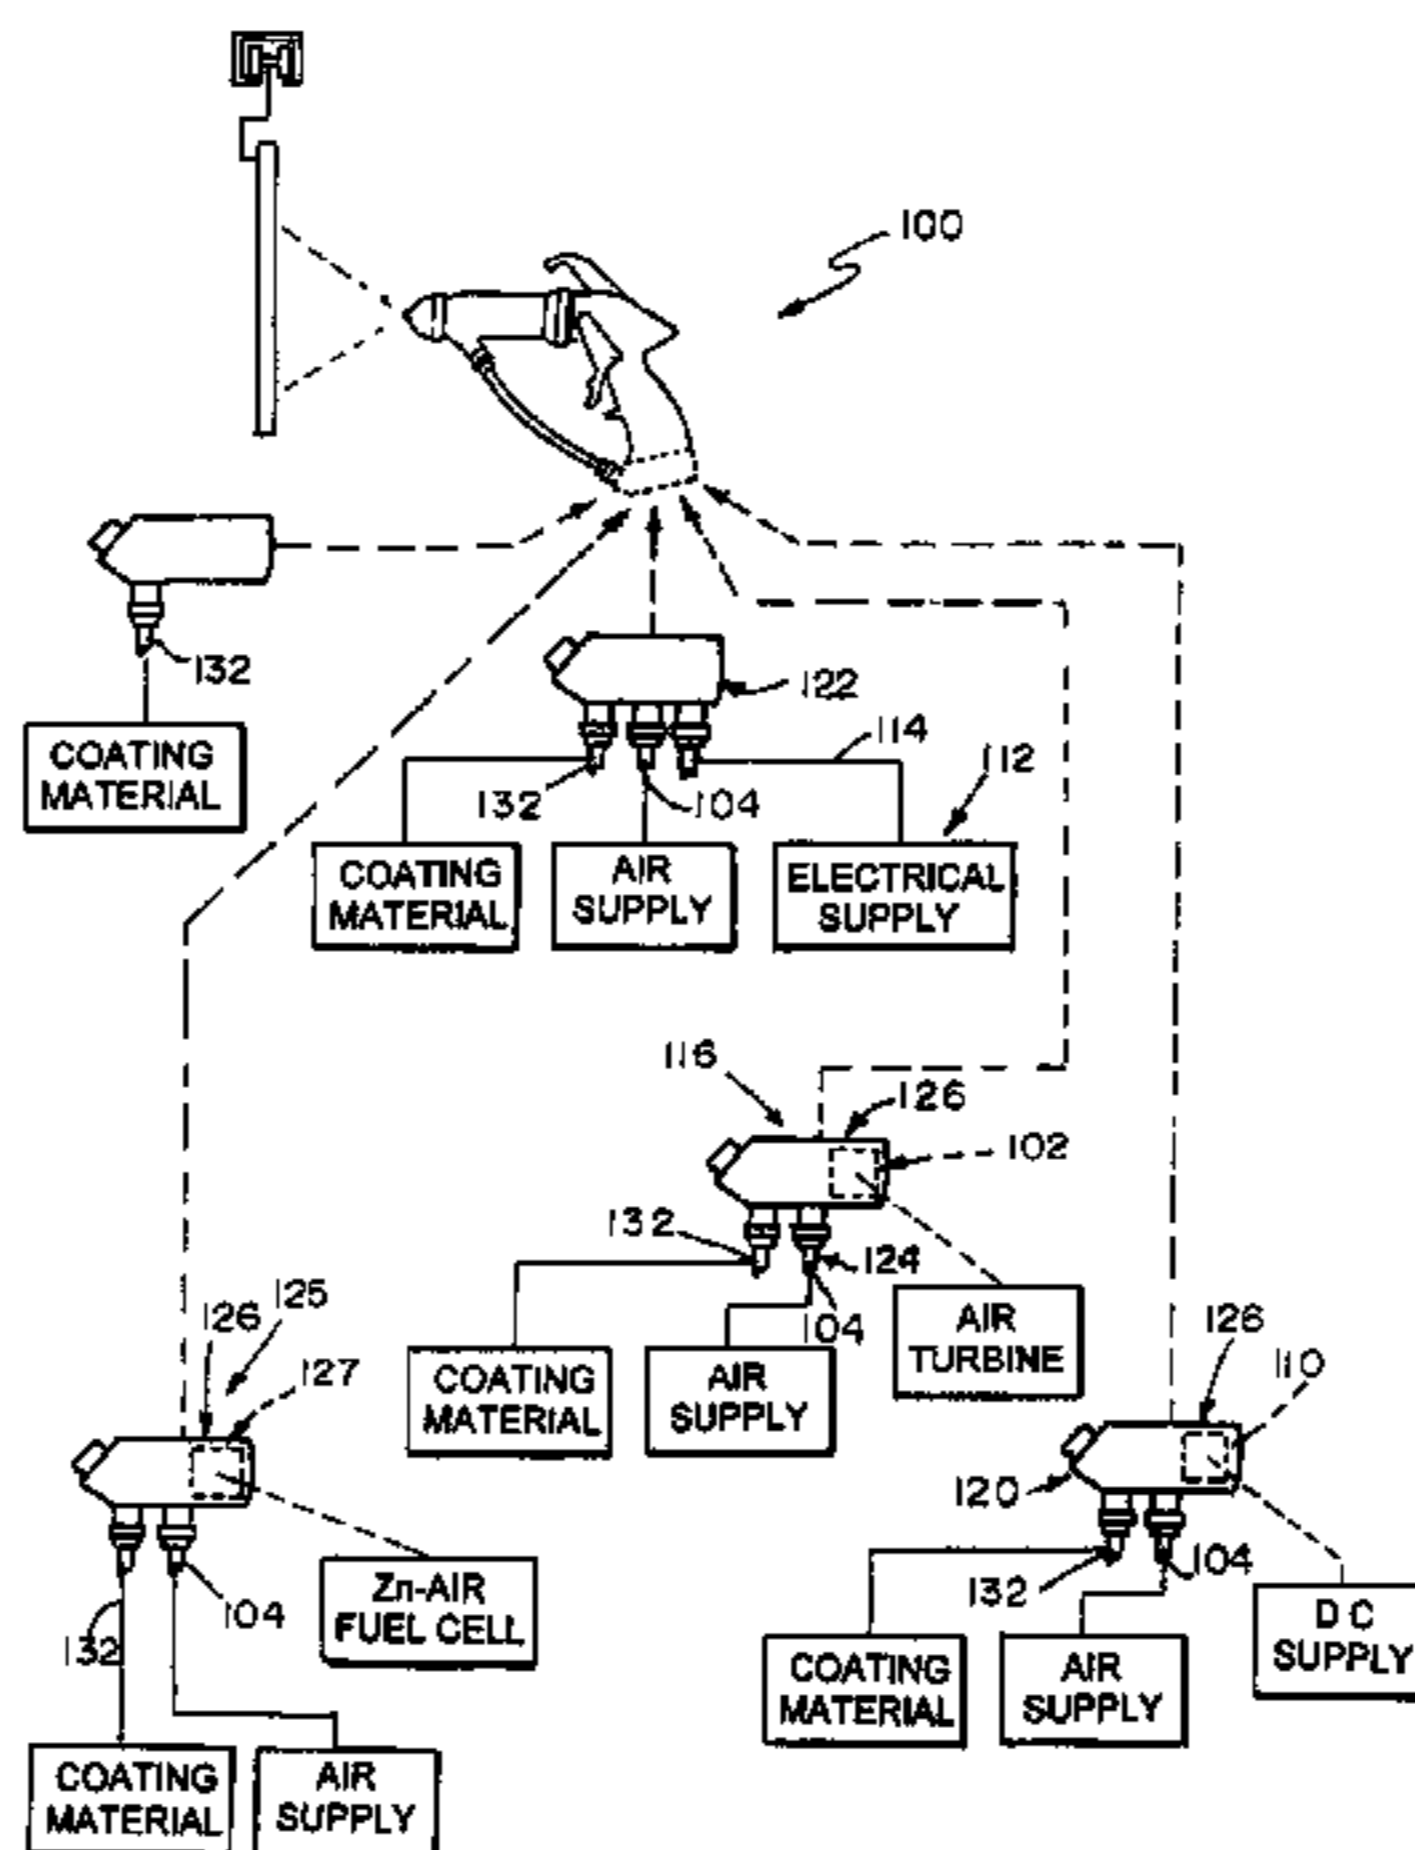 100
132
COATING
MATERIAL
122
114
112
132
104
COATING
MATERIAL
AIR
SUPPLY
ELECTRICAL
SUPPLY
116
126
102
132
124
104
COATING
MATERIAL
AIR
SUPPLY
AIR
TURBINE
126
125
127
104
132
Zn-AIR
FUEL CELL
COATING
MATERIAL
AIR
SUPPLY
126
110
120
132
104
COATING
MATERIAL
AIR
SUPPLY
DC
SUPPLY